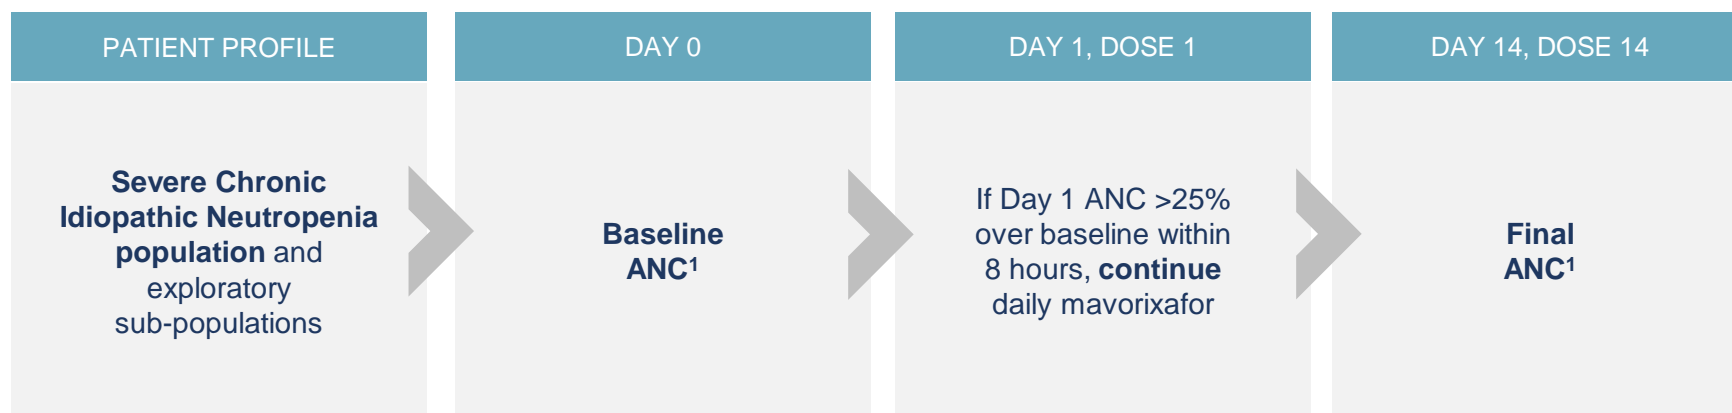 PATIENT PROFILE
Severe Chronic
Idiopathic Neutropenia
population and
exploratory
sub-populations
DAY 0
Baseline
ANC¹
DAY 1, DOSE 1
If Day 1 ANC >25%
over baseline within
8 hours, continue
daily mavorixafor
DAY 14, DOSE 14
Final
ANC¹